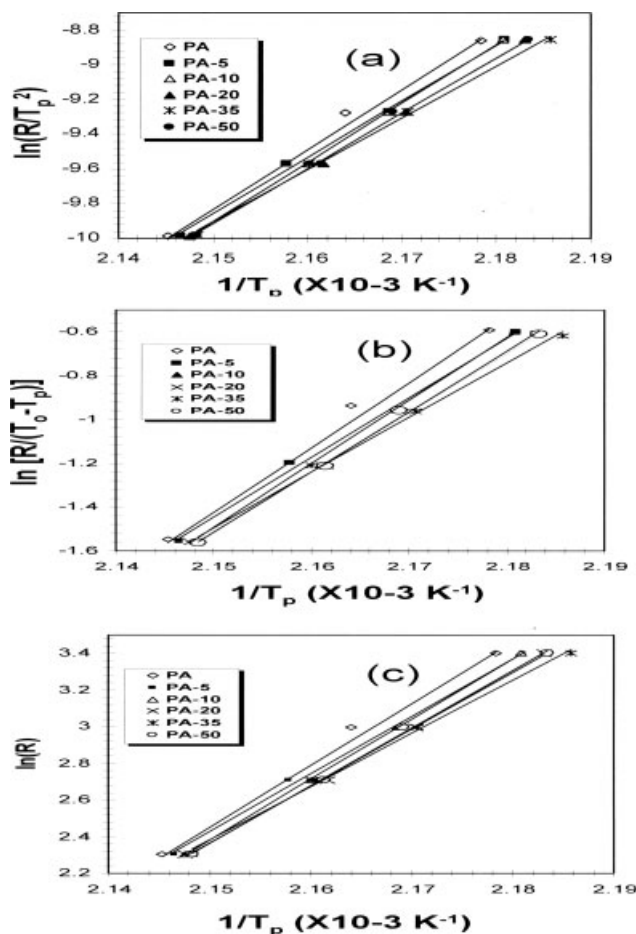 -8.8
-9
-9.2
-9.4
-9.6
-9.8
-10
ln(R/Tp²)
PA
PA-5
PA-10
PA-20
PA-35
PA-50
(a)
2.14 2.15 2.16 2.17 2.18 2.19
1/Tp (X10-3 K⁻¹)
-0.6
-0.8
-1
-1.2
-1.4
-1.6
ln [R/(To-Tp)]
PA
PA-5
PA-10
PA-20
PA-35
PA-50
(b)
2.14 2.15 2.16 2.17 2.18 2.19
1/Tp (X10-3 K⁻¹)
3.4
3.2
3
2.8
2.6
2.4
2.2
ln(R)
PA
PA-5
PA-10
PA-20
PA-35
PA-50
(c)
2.14 2.15 2.16 2.17 2.18 2.19
1/Tp (X10-3 K⁻¹)